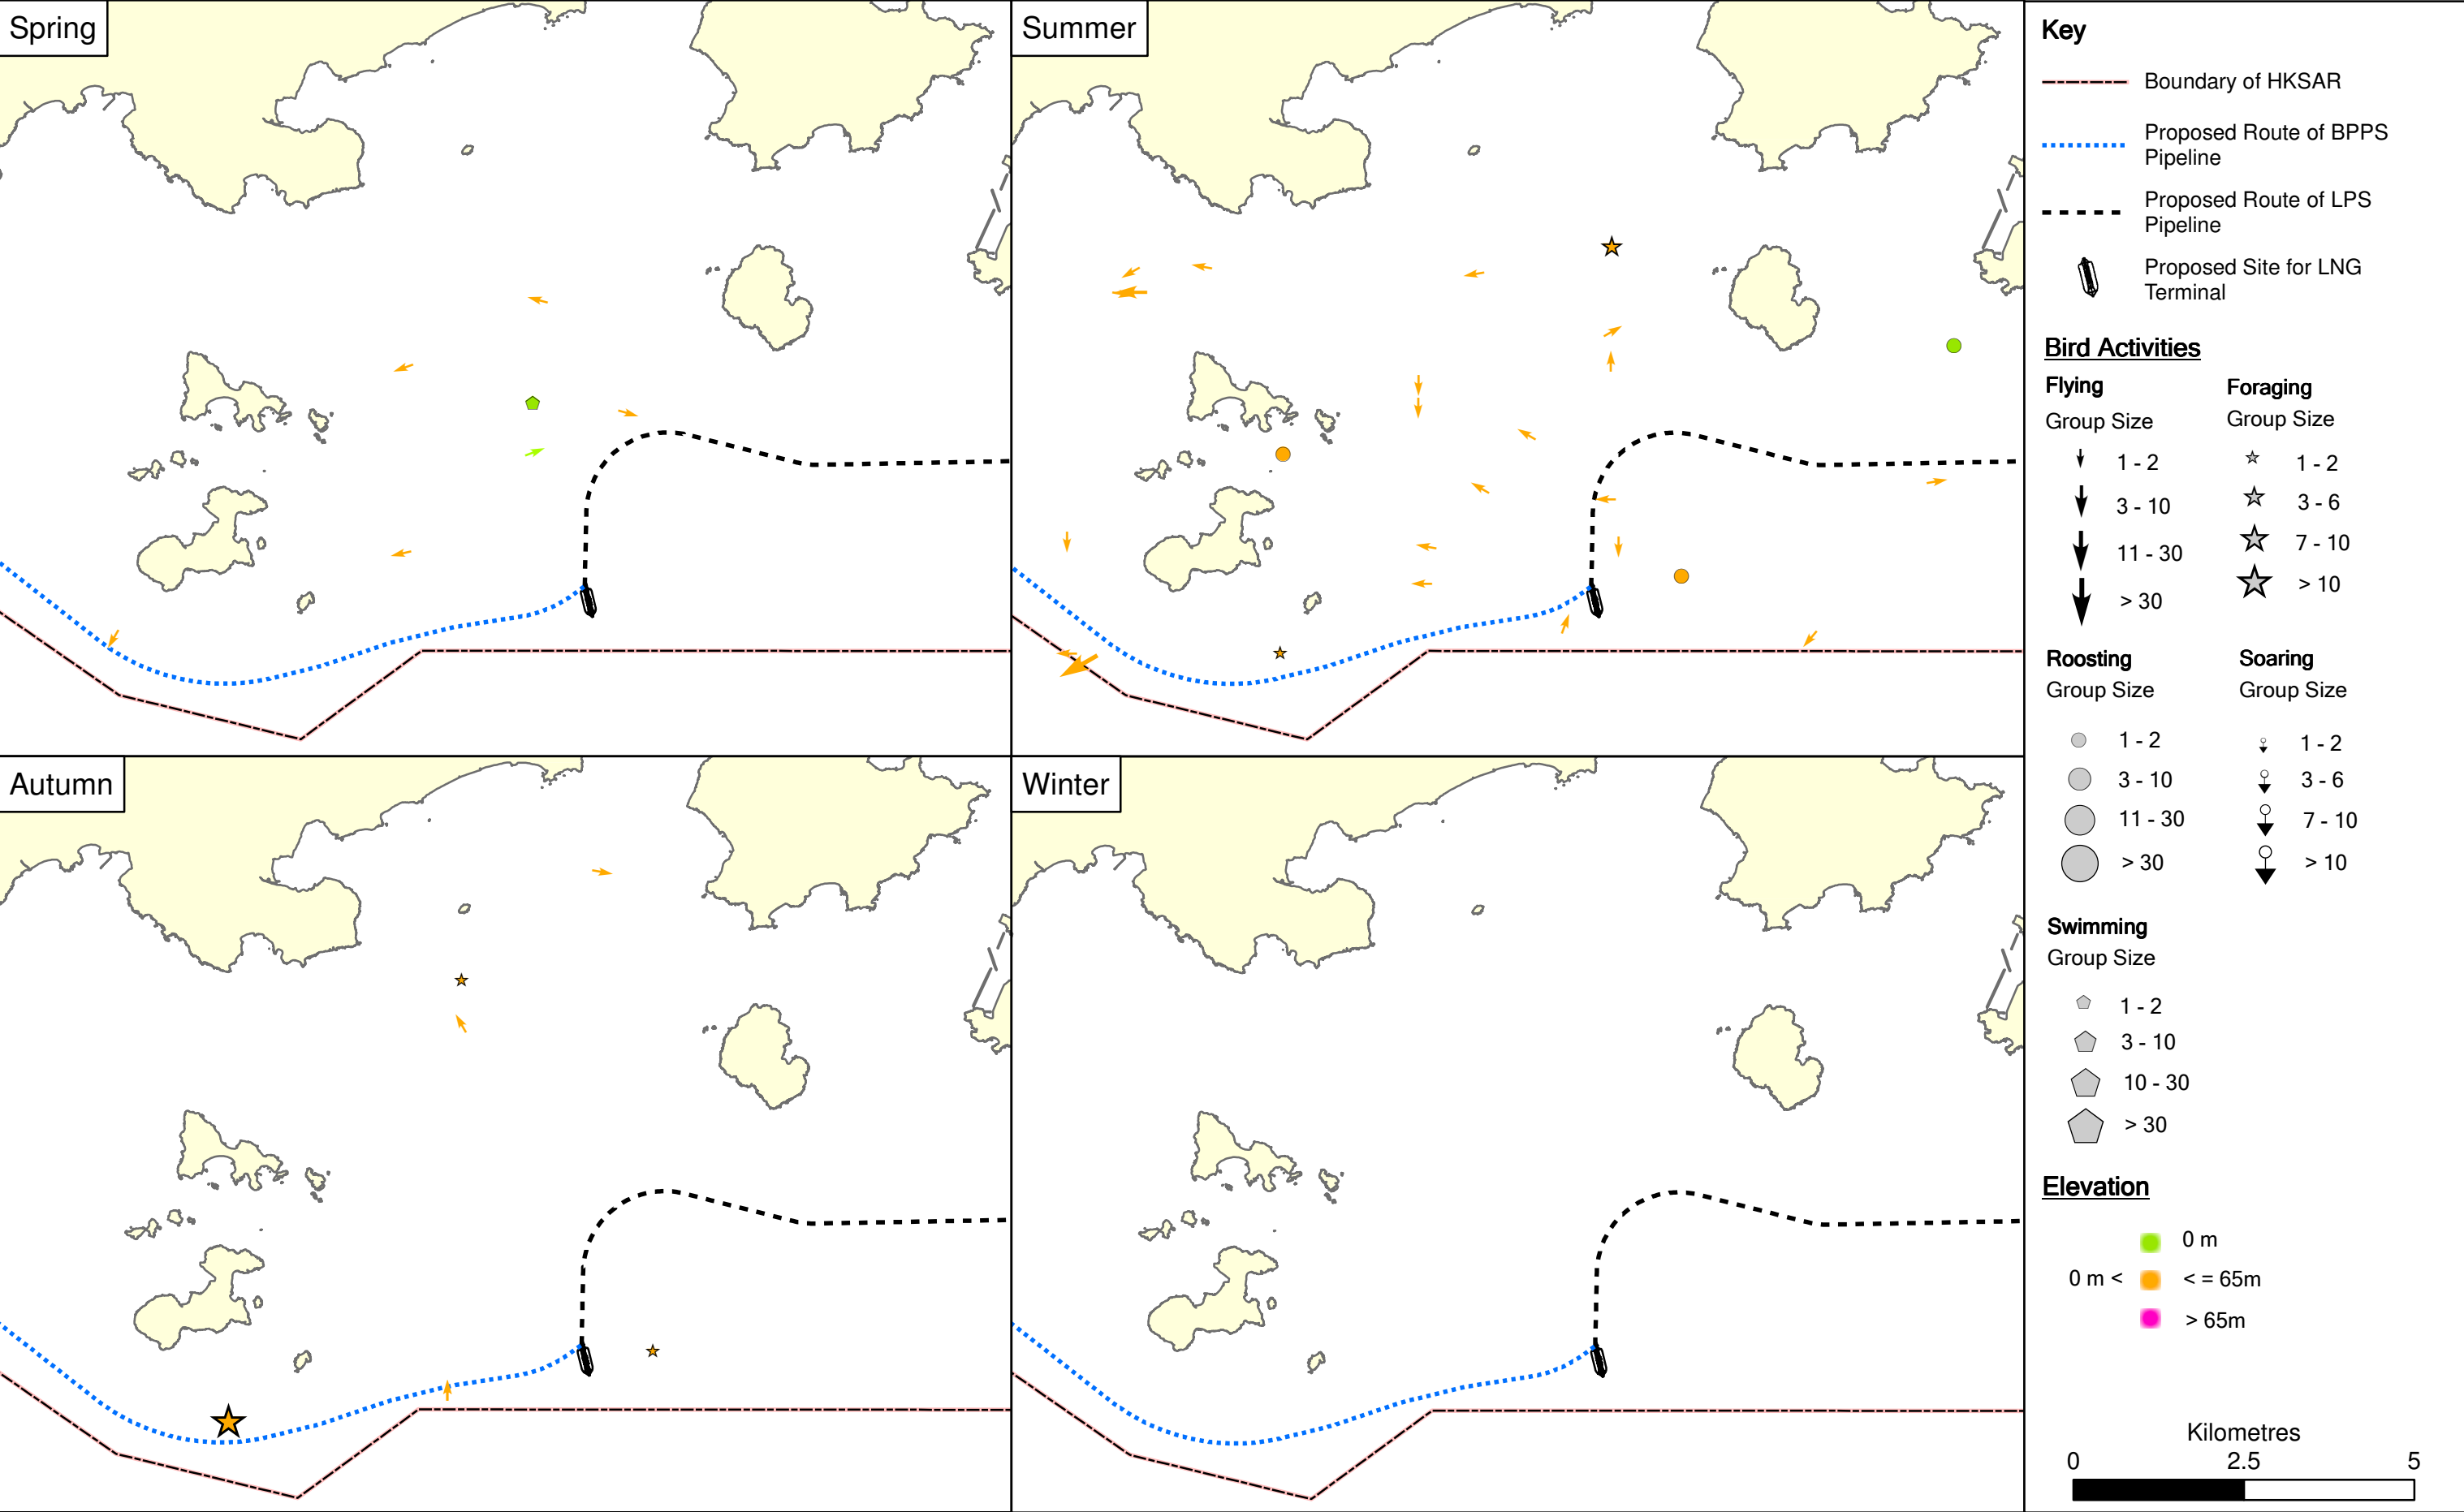 Spring
Summer
Autumn
Winter
Key
Boundary of HKSAR
Proposed Route of BPPS
Pipeline
Proposed Route of LPS
Pipeline
Proposed Site for LNG
Terminal
Bird Activities
Flying
Group Size
1 - 2
3 - 10
11 - 30
> 30
Foraging
Group Size
1 - 2
3 - 6
7 - 10
> 10
Roosting
Group Size
1 - 2
3 - 10
11 - 30
> 30
Soaring
Group Size
1 - 2
3 - 6
7 - 10
> 10
Swimming
Group Size
1 - 2
3 - 10
10 - 30
> 30
Elevation
0 m
0 m < < = 65m
> 65m
Kilometres
0 2.5 5